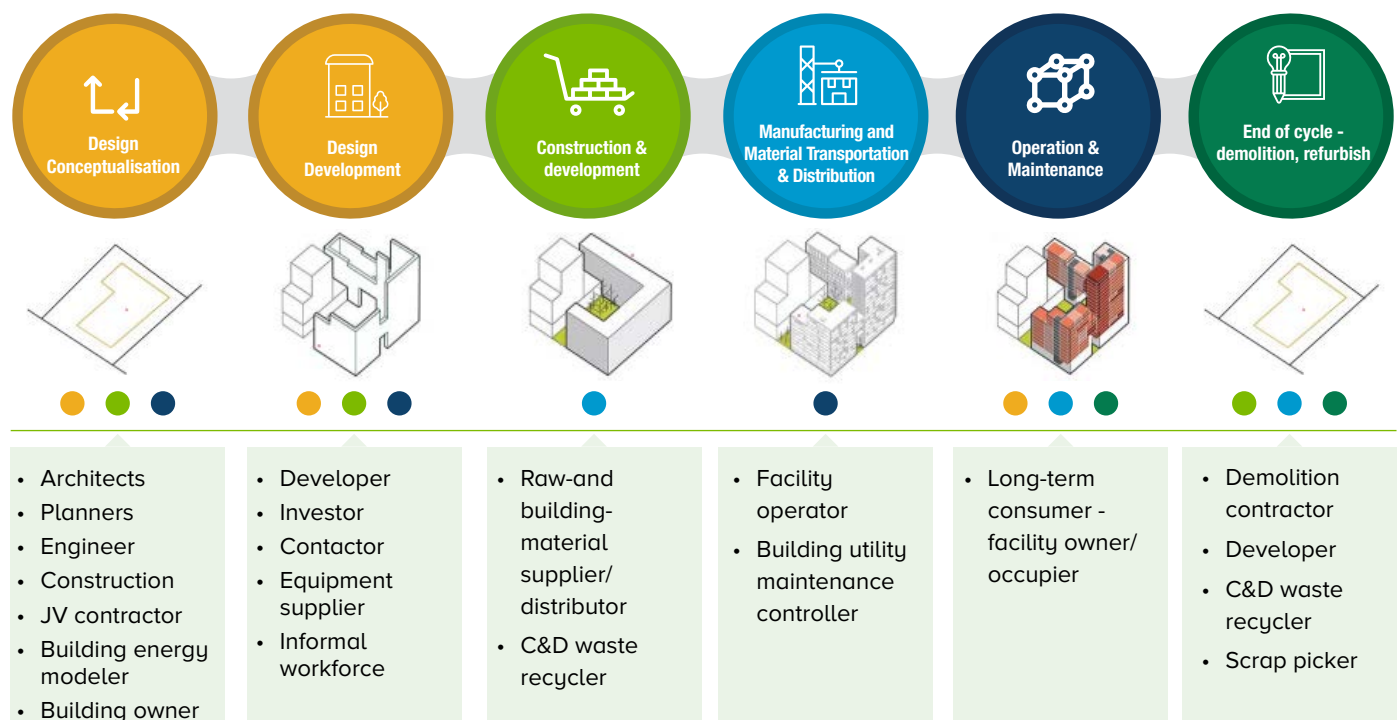 Design
Conceptualisation
Design
Development
Construction &
development
Manufacturing and
Material Transportation
& Distribution
Operation &
Maintenance
End of cycle -
demolition, refurbish
• Architects
• Planners
• Engineer
• Construction
• JV contractor
• Building energy
modeler
• Building owner
• Developer
• Investor
• Contactor
• Equipment
supplier
• Informal
workforce
• Raw-and
building-
material
supplier/
distributor
• C&D waste
recycler
• Facility
operator
• Building utility
maintenance
controller
• Long-term
consumer -
facility owner/
occupier
• Demolition
contractor
• Developer
• C&D waste
recycler
• Scrap picker